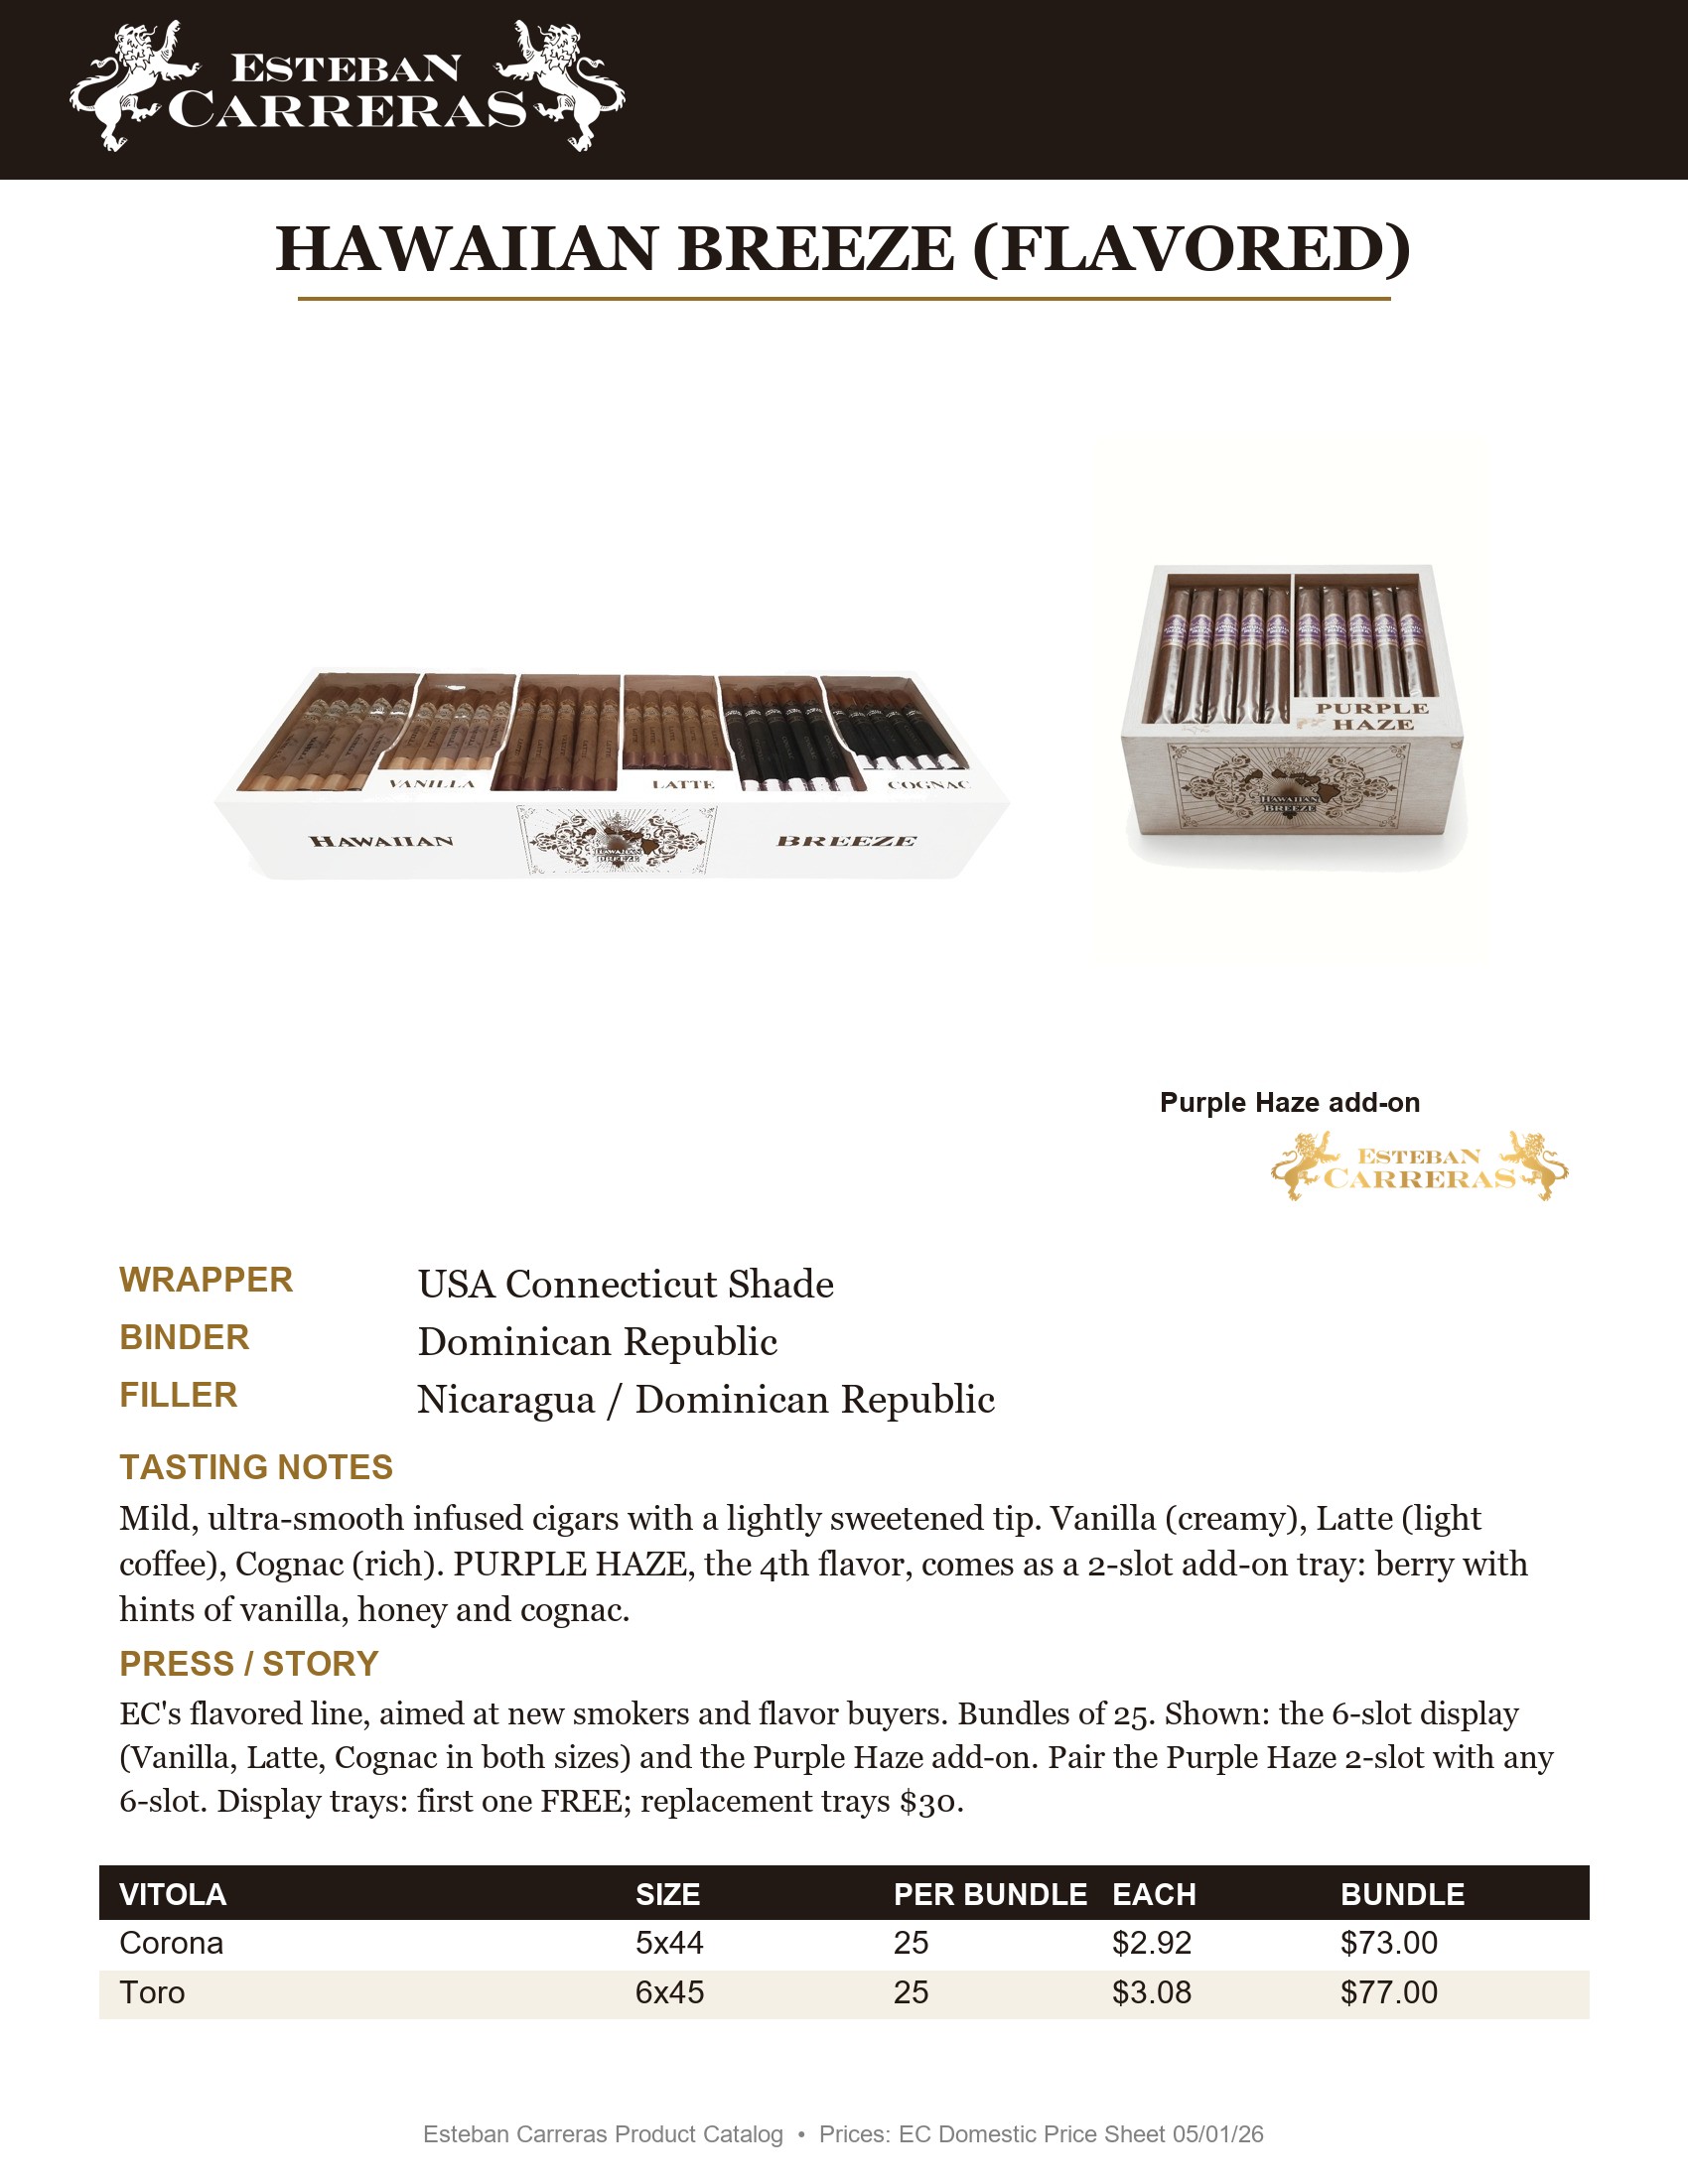 ESTEBAN
CARRERAS
HAWAIIAN BREEZE (FLAVORED)
PURPLE
HAZE
VANILLA
LATTE
COGNAC
HAWAIIAN
HAWAIIAN
BREEZE
BREEZE
HAWAIIAN
BREEZE
Purple Haze add-on
ESTEBAN
CARRERAS
WRAPPER USA Connecticut Shade
BINDER Dominican Republic
FILLER Nicaragua / Dominican Republic
TASTING NOTES
Mild, ultra-smooth infused cigars with a lightly sweetened tip. Vanilla (creamy), Latte (light
coffee), Cognac (rich). PURPLE HAZE, the 4th flavor, comes as a 2-slot add-on tray: berry with
hints of vanilla, honey and cognac.
PRESS / STORY
EC's flavored line, aimed at new smokers and flavor buyers. Bundles of 25. Shown: the 6-slot display
(Vanilla, Latte, Cognac in both sizes) and the Purple Haze add-on. Pair the Purple Haze 2-slot with any
6-slot. Display trays: first one FREE; replacement trays $30.
VITOLA SIZE PER BUNDLE EACH BUNDLE
Corona 5x44 25 $2.92 $73.00
Toro 6x45 25 $3.08 $77.00
Esteban Carreras Product Catalog • Prices: EC Domestic Price Sheet 05/01/26